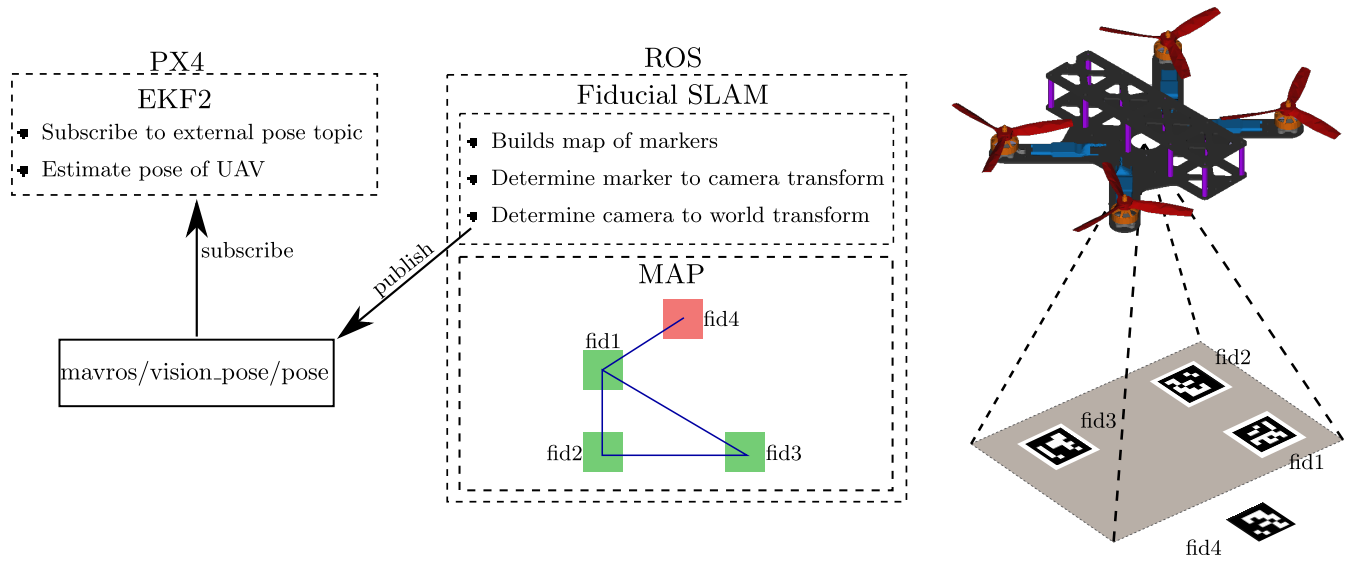 PX4
EKF2
Subscribe to external pose topic
Estimate pose of UAV
subscribe
mavros/vision_pose/pose
publish
ROS
Fiducial SLAM
Builds map of markers
Determine marker to camera transform
Determine camera to world transform
MAP
fid4
fid1
fid2
fid3
fid2
fid3
fid1
fid4